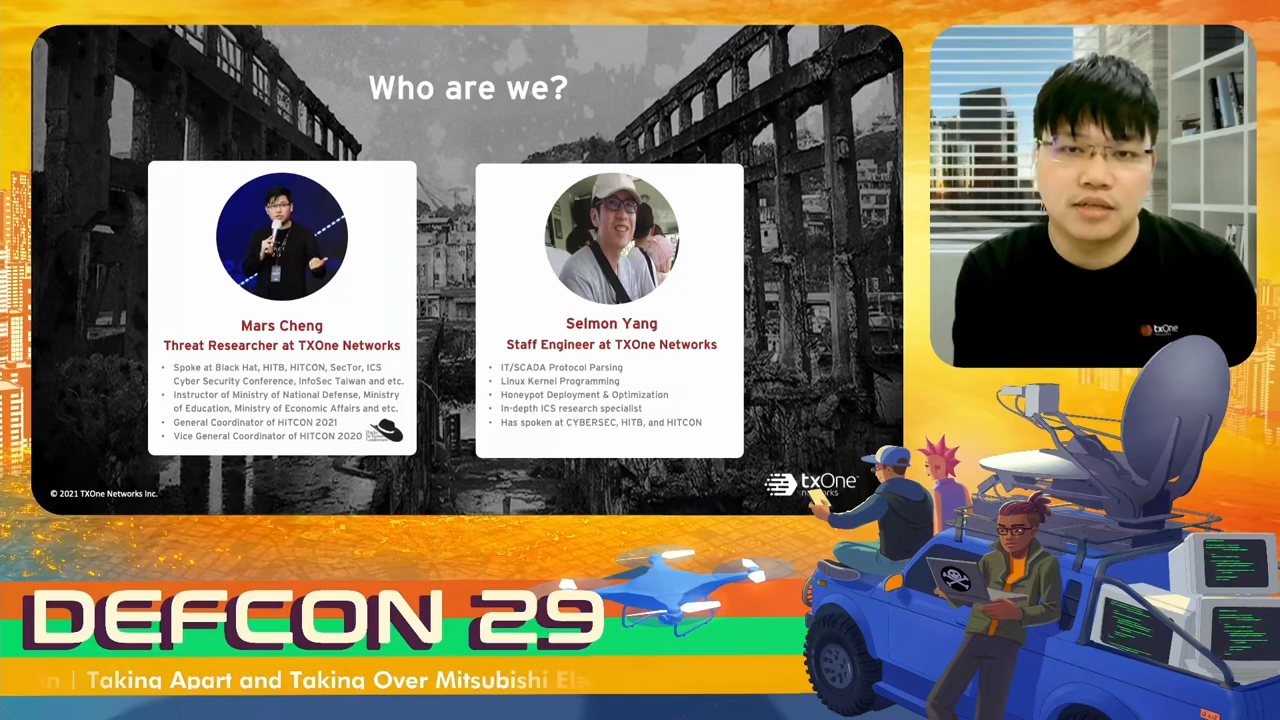 Who are we?
Mars Cheng
Threat Researcher at TXOne Networks
• Spoke at Black Hat, HITB, HITCON, SecTor, ICS
Cyber Security Conference, InfoSec Taiwan and etc.
• Instructor of Ministry of National Defense, Ministry
of Education, Ministry of Economic Affairs and etc.
• General Coordinator of HITCON 2021
• Vice General Coordinator of HITCON 2020
Selmon Yang
Staff Engineer at TXOne Networks
• IT/SCADA Protocol Parsing
• Linux Kernel Programming
• Honeypot Deployment & Optimization
• In-depth ICS research specialist
• Has spoken at CYBERSEC, HITB, and HITCON
© 2021 TXOne Networks Inc.
txOne
networks
txOne
DEFCON 29
| Taking Apart and Taking Over Mitsubishi